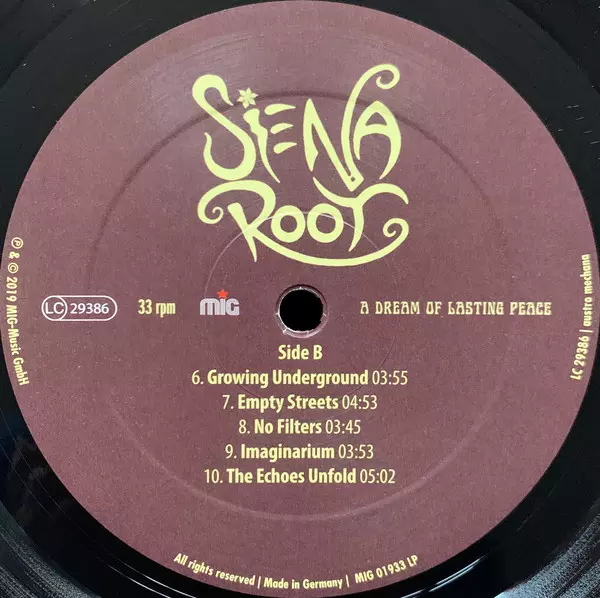 SIENA
ROOT
℗ & © 2019 MIG-Music GmbH
LC 29386
33 rpm
MIG
A DREAM OF LASTING PEACE
LC 29386 | austro mechana
Side B
6. Growing Underground 03:55
7. Empty Streets 04:53
8. No Filters 03:45
9. Imaginarium 03:53
10. The Echoes Unfold 05:02
All rights reserved | Made in Germany | MIG 01933 LP